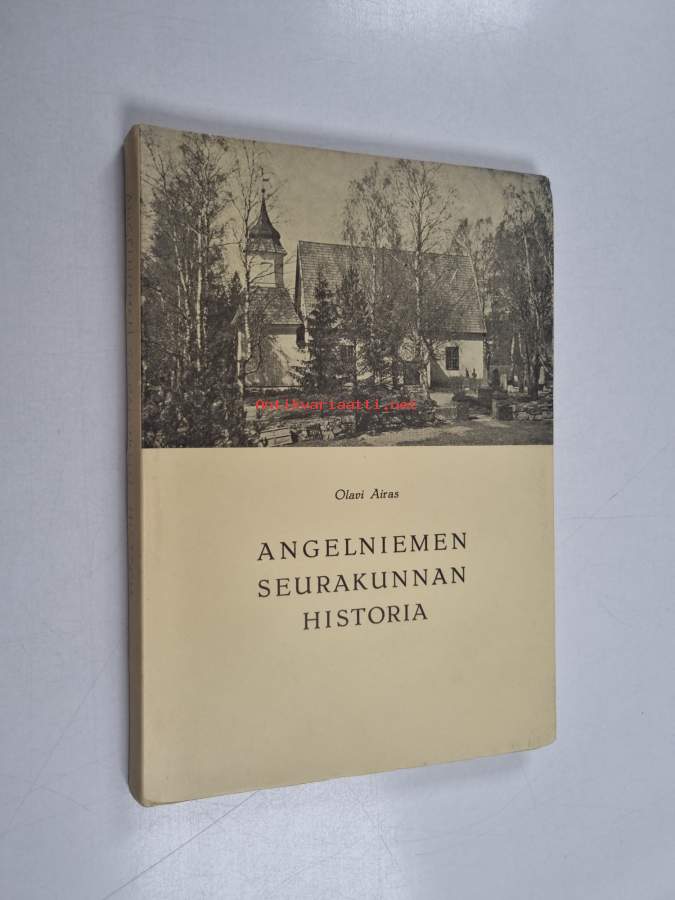 Antikvariaatti.net
Olavi Airas
ANGELNIEMEN
SEURAKUNNAN
HISTORIA